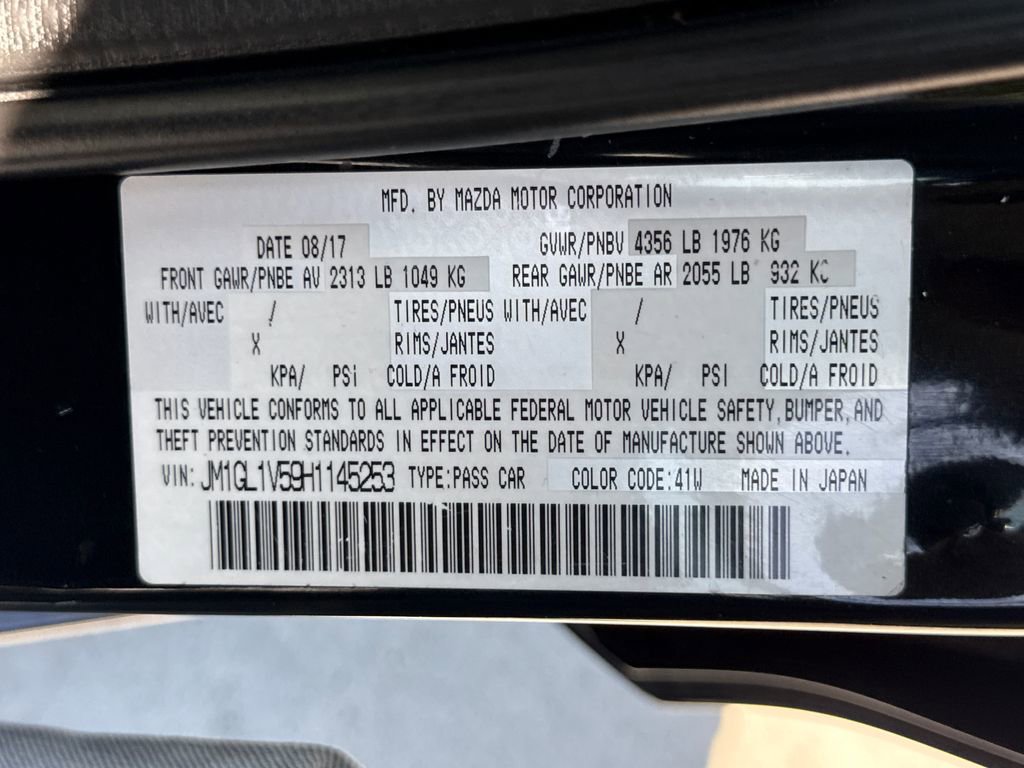 MFD. BY MAZDA MOTOR CORPORATION
DATE 08/17 GVWR/PNBV 4356 LB 1976 KG
FRONT GAWR/PNBE AV 2313 LB 1049 KG REAR GAWR/PNBE AR 2055 LB 932 KG
WITH/AVEC / TIRES/PNEUS WITH/AVEC / TIRES/PNEUS
X RIMS/JANTES X RIMS/JANTES
KPA/ PSi COLD/A FROID KPA/ PSI COLD/A FROID
THIS VEHICLE CONFORMS TO ALL APPLICABLE FEDERAL MOTOR VEHICLE SAFETY, BUMPER, AND
THEFT PREVENTION STANDARDS IN EFFECT ON THE DATE OF MANUFACTURE SHOWN ABOVE.
VIN: JM1GL1V59H1145253 TYPE:PASS CAR COLOR CODE:41W MADE IN JAPAN